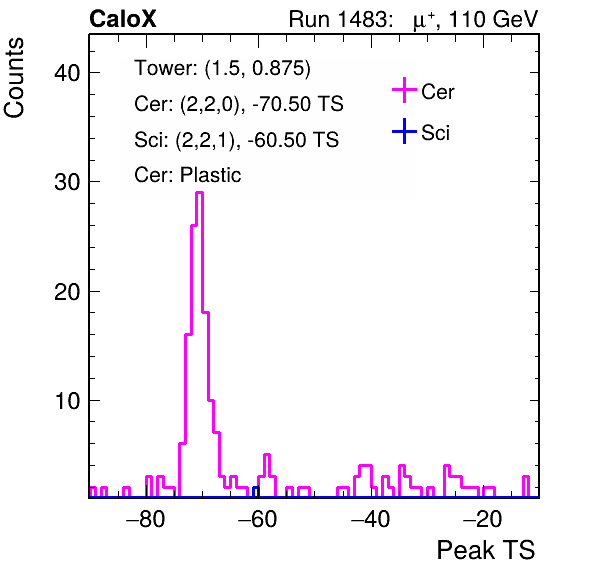 CaloX Run 1483: μ⁺, 110 GeV
Counts
Tower: (1.5, 0.875)
Cer: (2,2,0), -70.50 TS
Sci: (2,2,1), -60.50 TS
Cer: Plastic
Cer
Sci
40
30
20
10
−80 −60 −40 −20
Peak TS